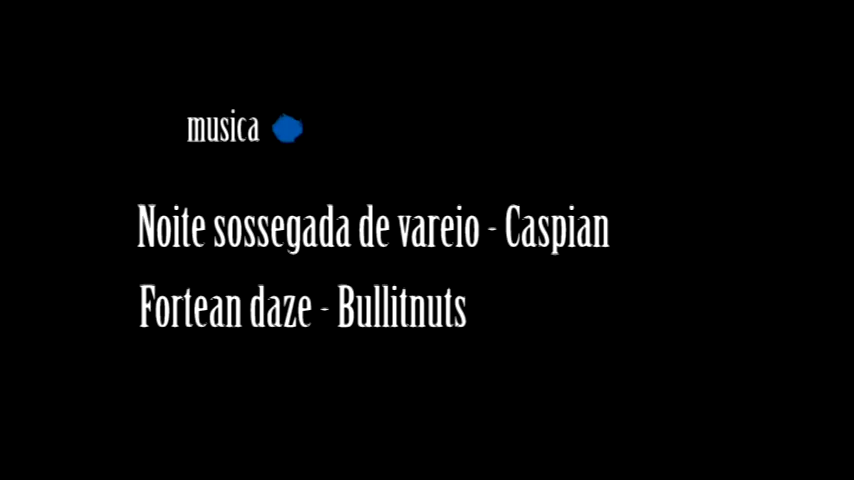 musica
Noite sossegada de vareio - Caspian
Fortean daze - Bullitnuts